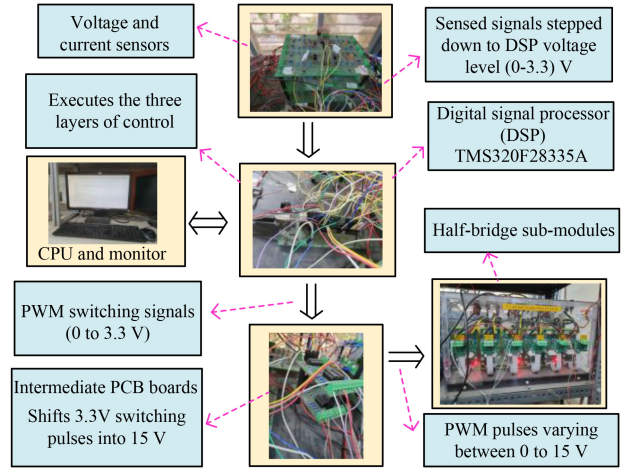 Voltage and
current sensors
Sensed signals stepped
down to DSP voltage
level (0-3.3) V
Executes the three
layers of control
Digital signal processor
(DSP)
TMS320F28335A
CPU and monitor
Half-bridge sub-modules
PWM switching signals
(0 to 3.3 V)
Intermediate PCB boards
Shifts 3.3V switching
pulses into 15 V
PWM pulses varying
between 0 to 15 V